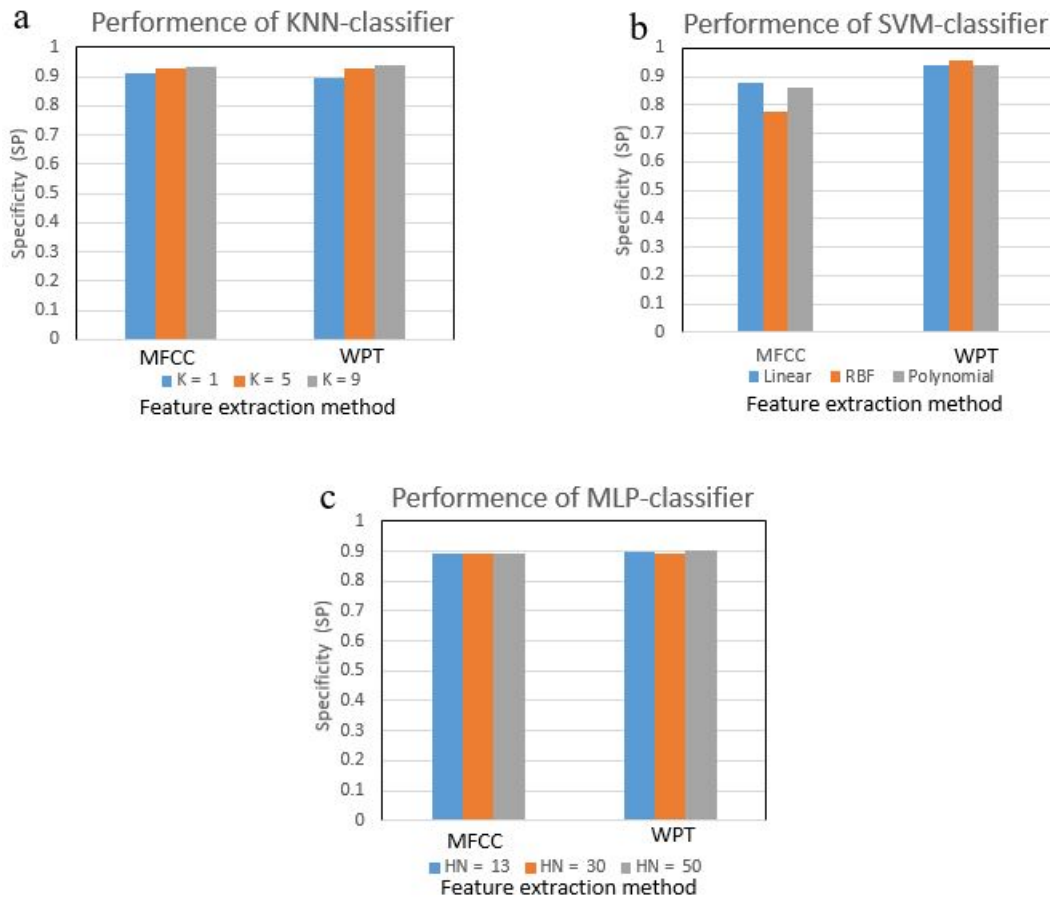 a
Performence of KNN-classifier
1
0.9
0.8
0.7
0.6
0.5
0.4
0.3
0.2
0.1
0
Specificity (SP)
MFCC WPT
K = 1 K = 5 K = 9
Feature extraction method
b
Performence of SVM-classifier
1
0.9
0.8
0.7
0.6
0.5
0.4
0.3
0.2
0.1
0
Specificity (SP)
MFCC WPT
Linear RBF Polynomial
Feature extraction method
c
Performence of MLP-classifier
1
0.9
0.8
0.7
0.6
0.5
0.4
0.3
0.2
0.1
0
Specificity (SP)
MFCC WPT
HN = 13 HN = 30 HN = 50
Feature extraction method